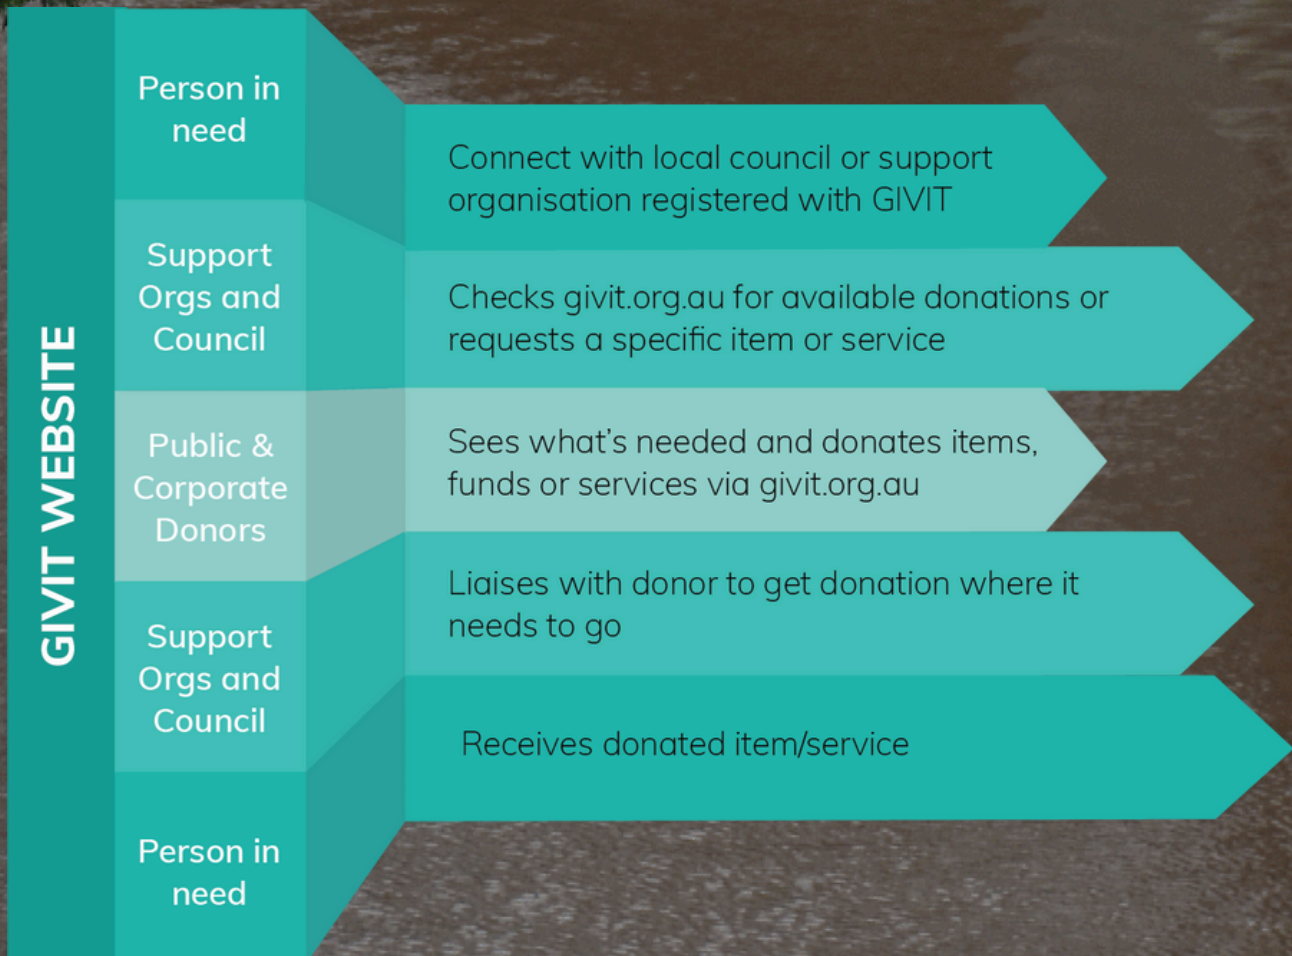 GIVIT WEBSITE
Person in
need
Connect with local council or support
organisation registered with GIVIT
Support
Orgs and
Council
Checks givit.org.au for available donations or
requests a specific item or service
Public &
Corporate
Donors
Sees what’s needed and donates items,
funds or services via givit.org.au
Support
Orgs and
Council
Liaises with donor to get donation where it
needs to go
Person in
need
Receives donated item/service